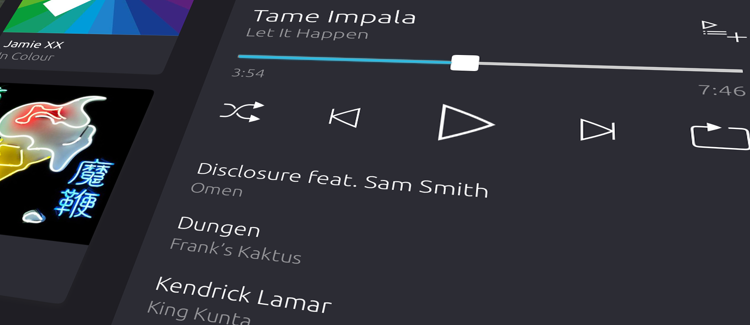 Jamie XX
In Colour
魔
鞭
Tame Impala
Let It Happen
3:54
7:46
Disclosure feat. Sam Smith
Omen
Dungen
Frank's Kaktus
Kendrick Lamar
King Kunta